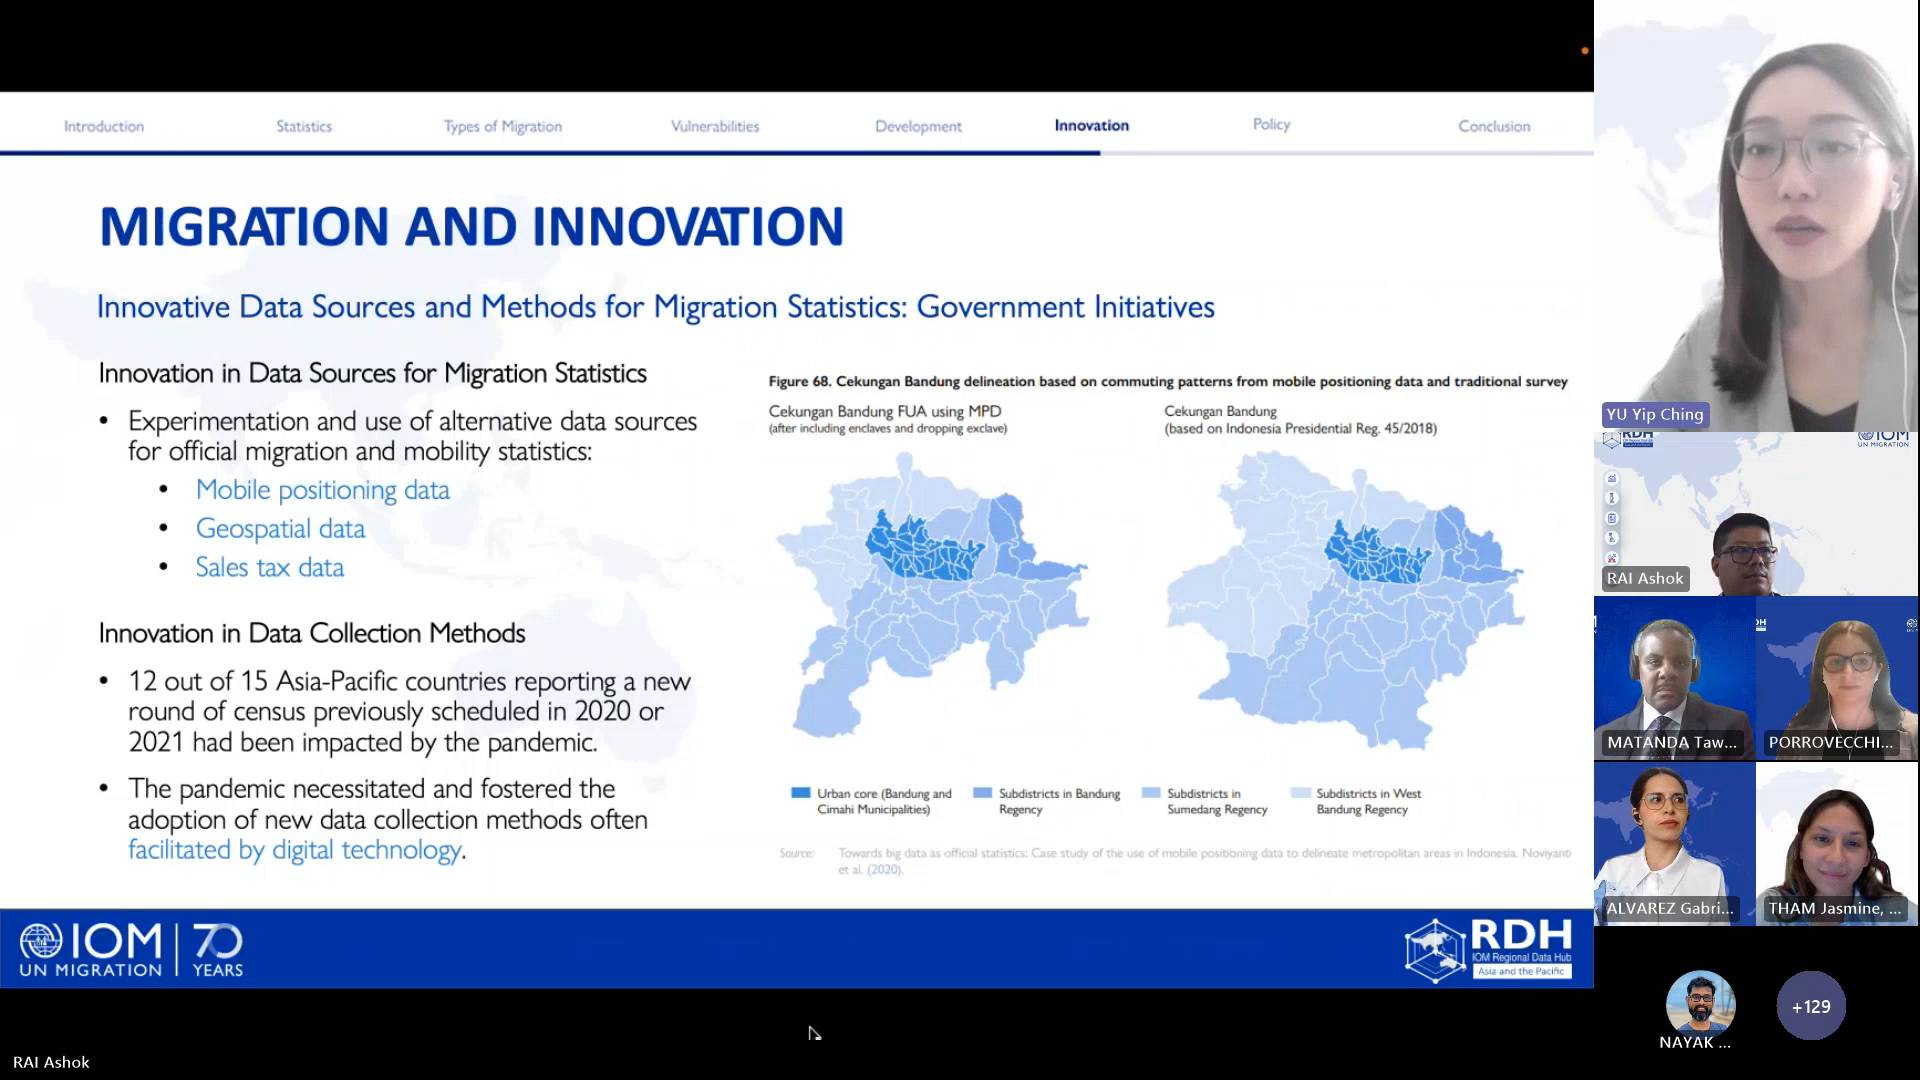 Introduction
Statistics
Types of Migration
Vulnerabilities
Development
Innovation
Policy
Conclusion
MIGRATION AND INNOVATION
Innovative Data Sources and Methods for Migration Statistics: Government Initiatives
Innovation in Data Sources for Migration Statistics
• Experimentation and use of alternative data sources
for official migration and mobility statistics:
• Mobile positioning data
• Geospatial data
• Sales tax data
Innovation in Data Collection Methods
• 12 out of 15 Asia-Pacific countries reporting a new
round of census previously scheduled in 2020 or
2021 had been impacted by the pandemic.
• The pandemic necessitated and fostered the
adoption of new data collection methods often
facilitated by digital technology.
Figure 68. Cekungan Bandung delineation based on commuting patterns from mobile positioning data and traditional survey
Cekungan Bandung FUA using MPD
(after including enclaves and dropping exclave)
Cekungan Bandung
(based on Indonesia Presidential Reg. 45/2018)
Urban core (Bandung and
Cimahi Municipalities)
Subdistricts in Bandung
Regency
Subdistricts in
Sumedang Regency
Subdistricts in West
Bandung Regency
Source: Towards big data as official statistics: Case study of the use of mobile positioning data to delineate metropolitan areas in Indonesia. Noviyanti
et al. (2020).
IOM
UN MIGRATION
70
YEARS
RDH
IOM Regional Data Hub
Asia and the Pacific
RAI Ashok
YU Yip Ching
RDH
IOM
UN MIGRATION
RAI Ashok
MATANDA Taw...
PORROVECCHI...
ALVAREZ Gabri...
THAM Jasmine, ...
NAYAK ...
+129